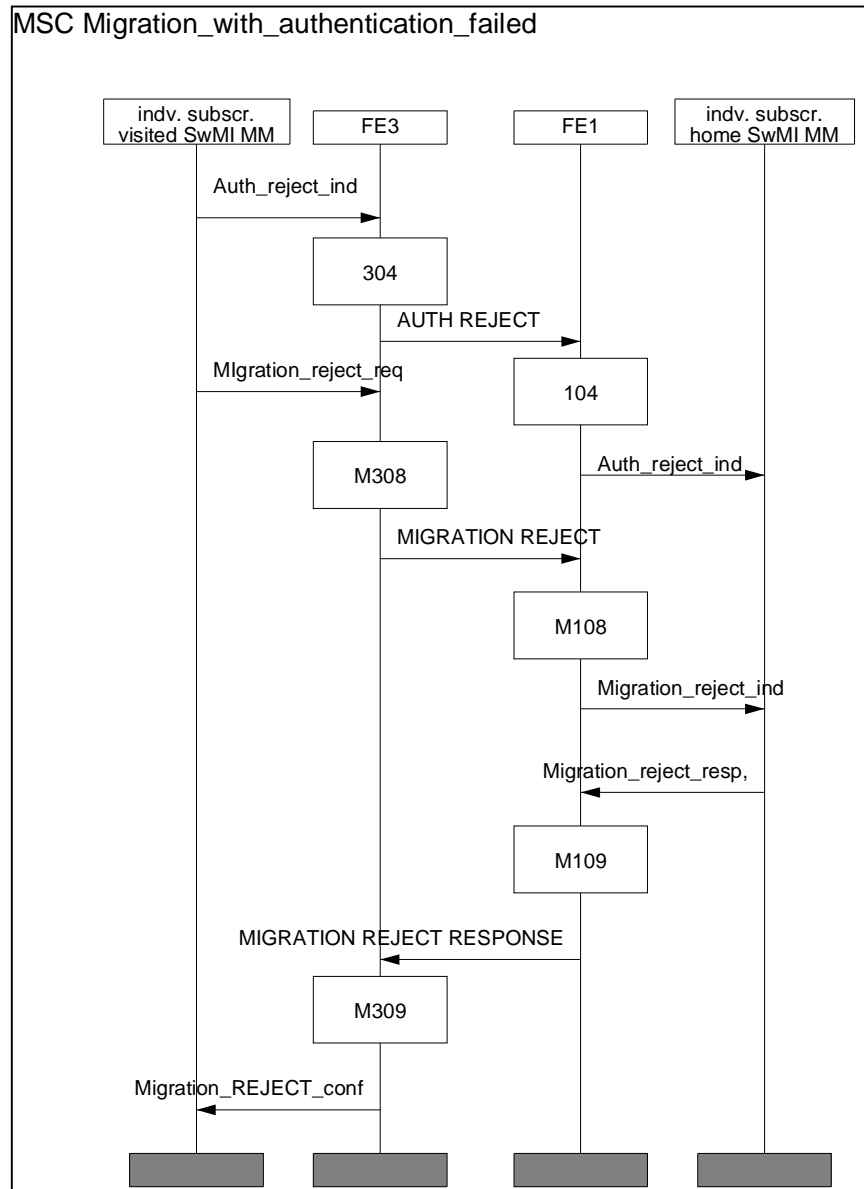 MSC Migration_with_authentication_failed
indv. subscr.
visited SwMI MM
FE3
FE1
indv. subscr.
home SwMI MM
Auth_reject_ind
304
AUTH REJECT
MIgration_reject_req
104
M308
Auth_reject_ind
MIGRATION REJECT
M108
Migration_reject_ind
Migration_reject_resp,
M109
MIGRATION REJECT RESPONSE
M309
Migration_REJECT_conf